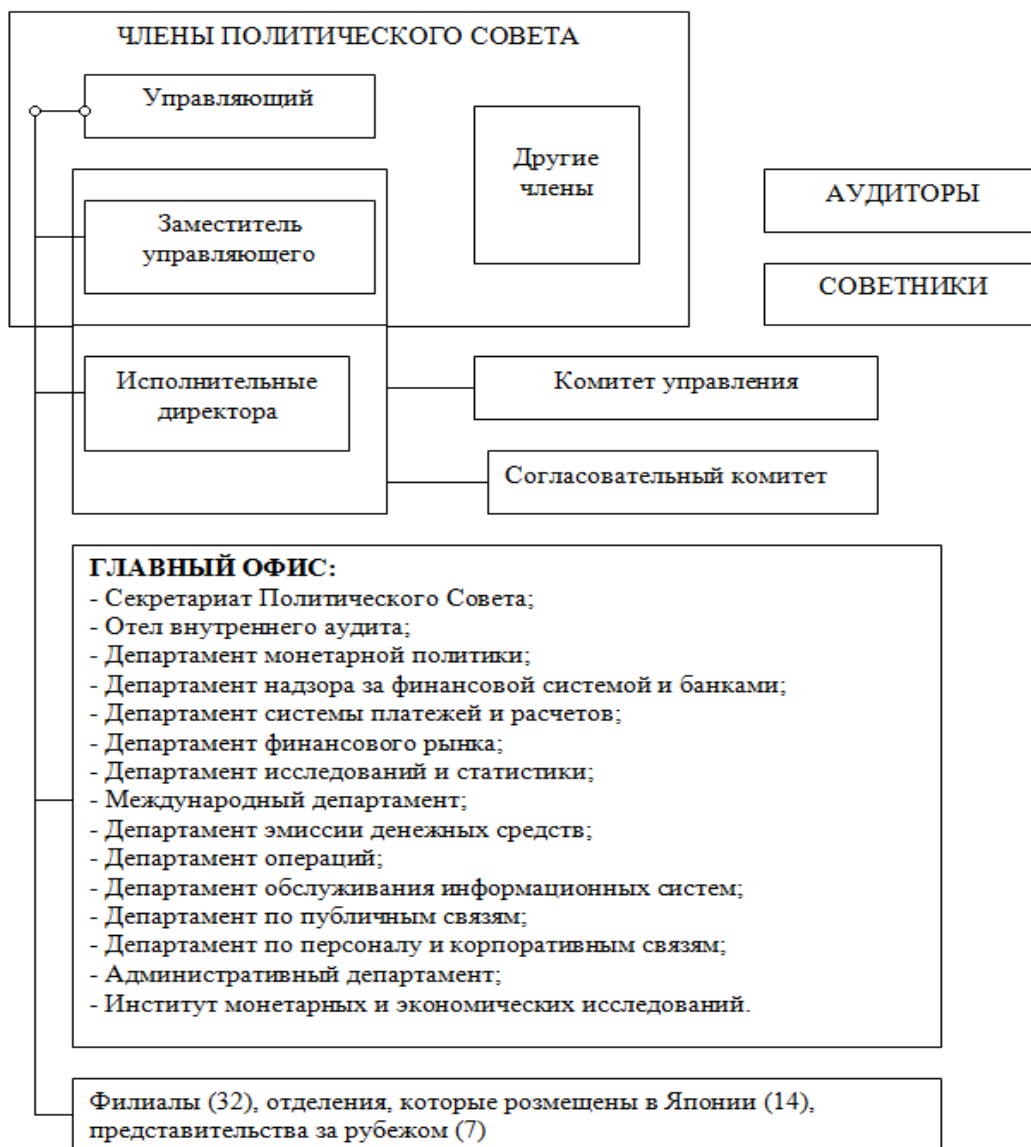 ЧЛЕНЫ ПОЛИТИЧЕСКОГО СОВЕТА
Управляющий
Другие
члены
Заместитель
управляющего
АУДИТОРЫ
СОВЕТНИКИ
Исполнительные
директора
Комитет управления
Согласовательный комитет
ГЛАВНЫЙ ОФИС:
- Секретариат Политического Совета;
- Отел внутреннего аудита;
- Департамент монетарной политики;
- Департамент надзора за финансовой системой и банками;
- Департамент системы платежей и расчетов;
- Департамент финансового рынка;
- Департамент исследований и статистики;
- Международный департамент;
- Департамент эмиссии денежных средств;
- Департамент операций;
- Департамент обслуживания информационных систем;
- Департамент по публичным связям;
- Департамент по персоналу и корпоративным связям;
- Административный департамент;
- Институт монетарных и экономических исследований.
Филиалы (32), отделения, которые розмещены в Японии (14),
представительства за рубежом (7)